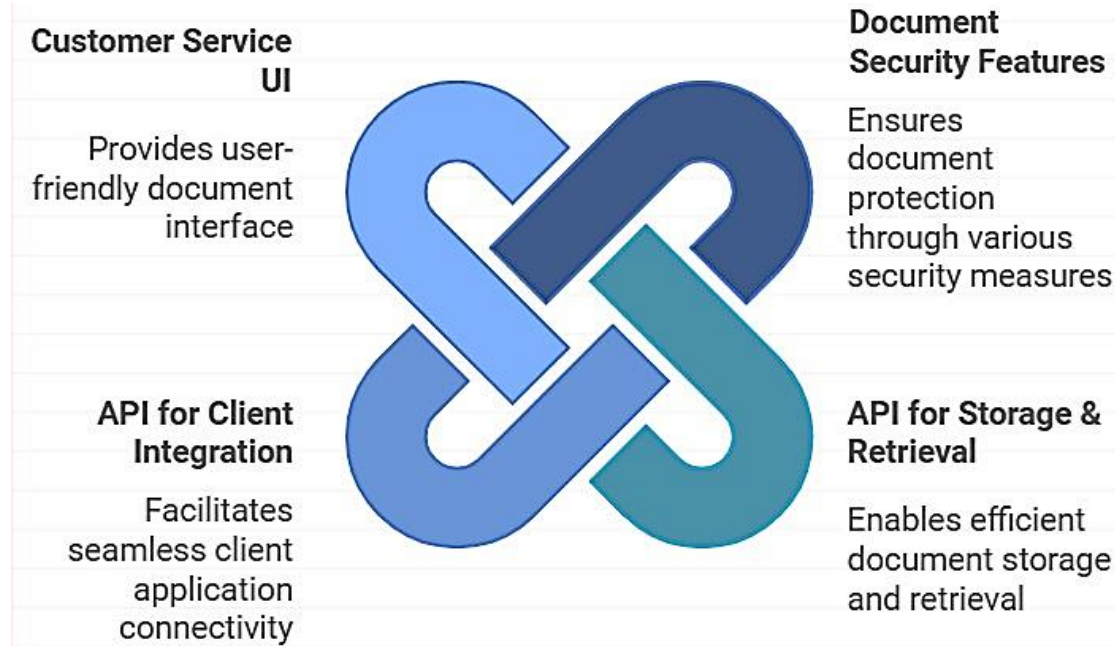 Customer Service
UI
Provides user-
friendly document
interface
Document
Security Features
Ensures
document
protection
through various
security measures
API for Client
Integration
Facilitates
seamless client
application
connectivity
API for Storage &
Retrieval
Enables efficient
document storage
and retrieval